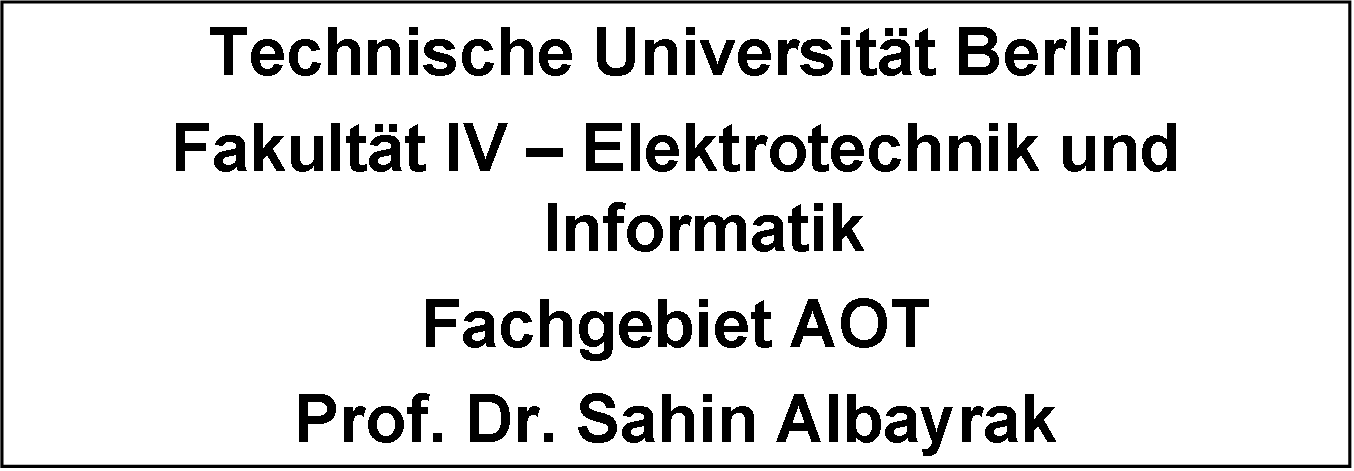 Technische Universität Berlin
Fakultät IV – Elektrotechnik und
Informatik
Fachgebiet AOT
Prof. Dr. Sahin Albayrak